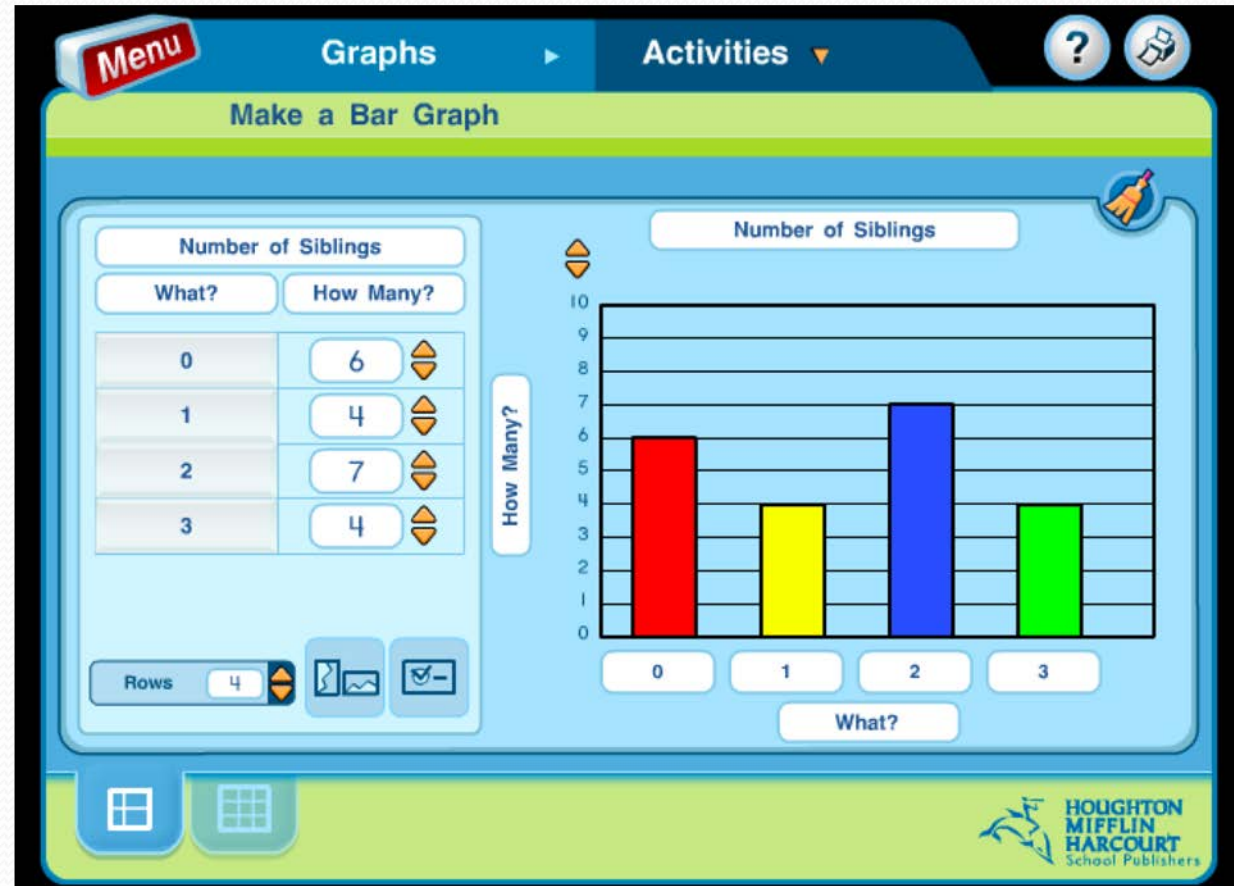 Menu
Graphs
Activities
?
Make a Bar Graph
Number of Siblings
What? How Many?
0 6
1 4
2 7
3 4
Rows 4
Number of Siblings
How Many?
10
9
8
7
6
5
4
3
2
1
0
0 1 2 3
What?
HOUGHTON
MIFFLIN
HARCOURT
School Publishers